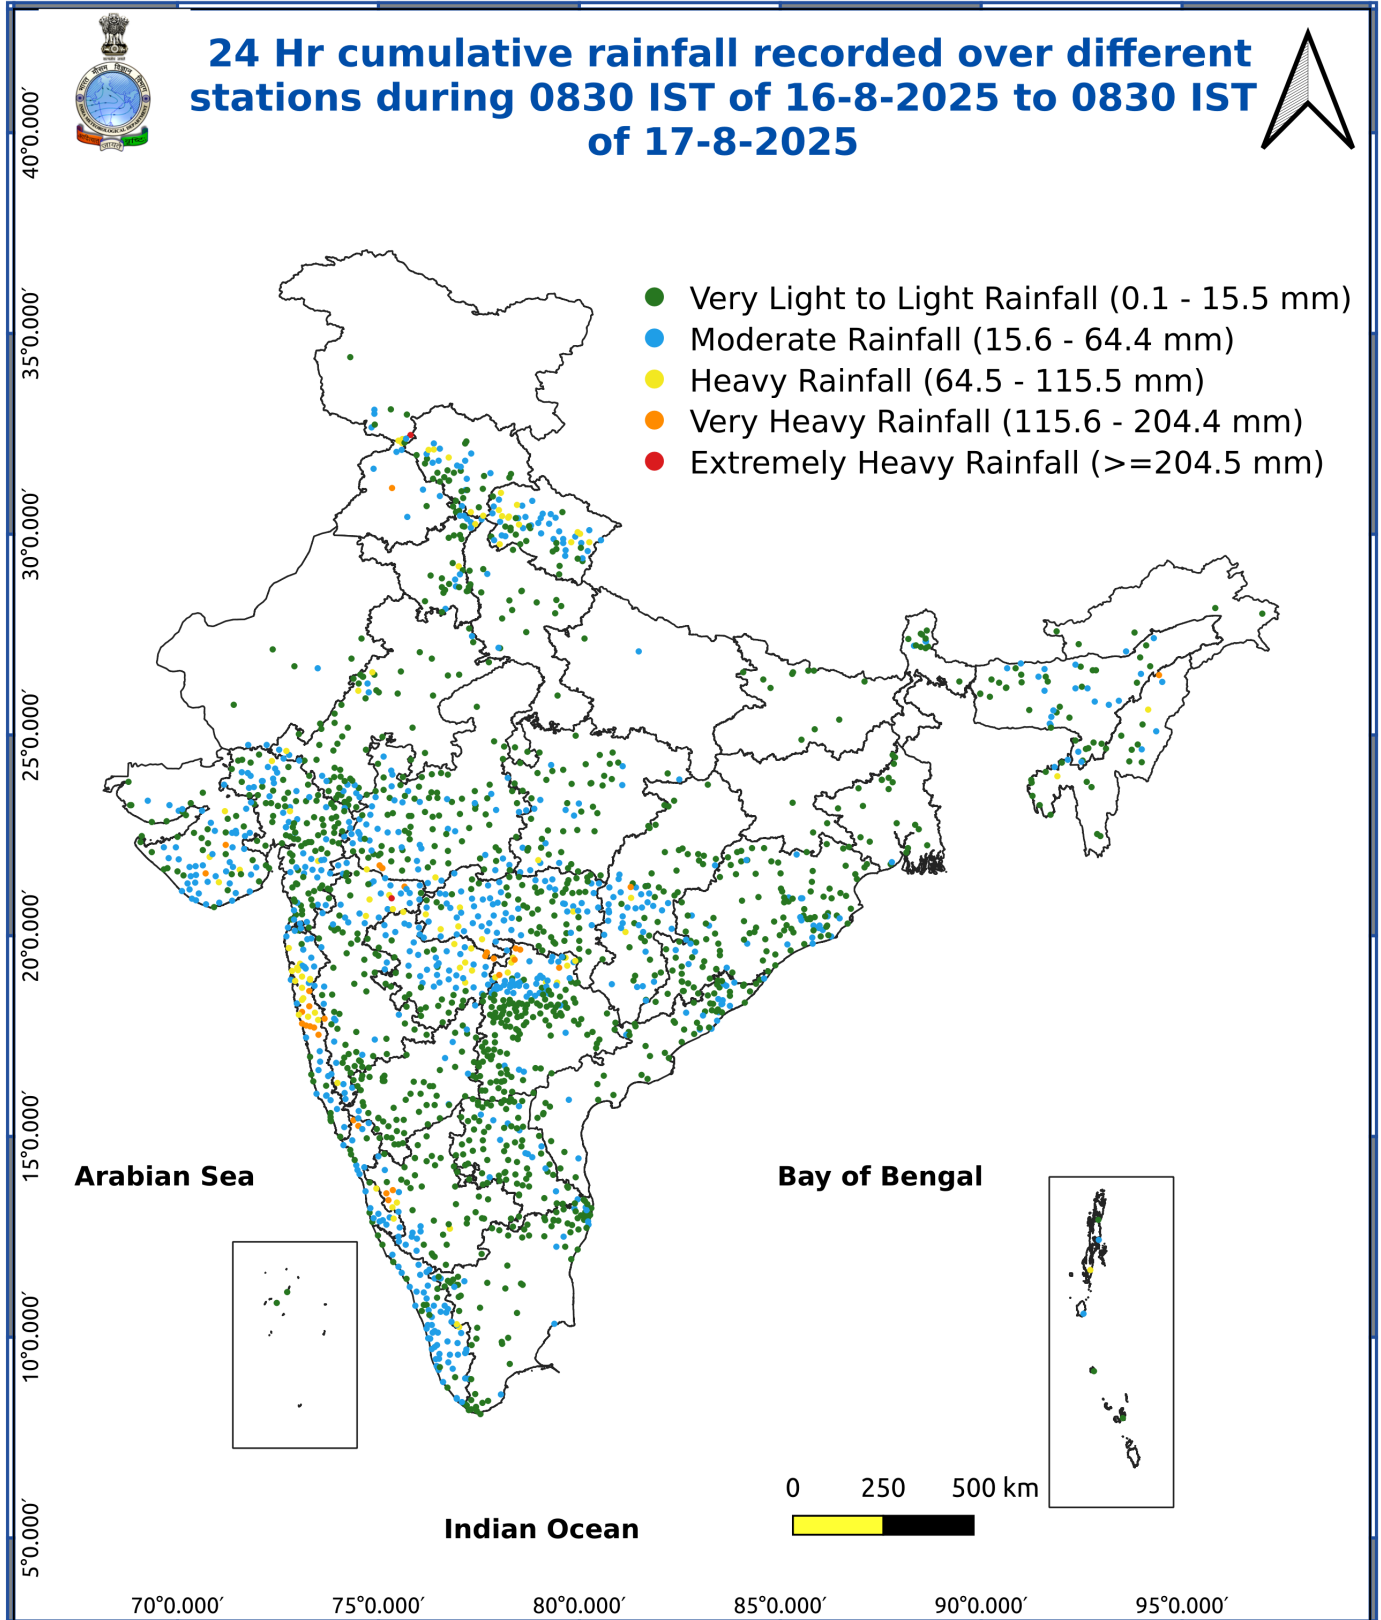 24 Hr cumulative rainfall recorded over different
stations during 0830 IST of 16-8-2025 to 0830 IST
of 17-8-2025
Very Light to Light Rainfall (0.1 - 15.5 mm)
Moderate Rainfall (15.6 - 64.4 mm)
Heavy Rainfall (64.5 - 115.5 mm)
Very Heavy Rainfall (115.6 - 204.4 mm)
Extremely Heavy Rainfall (>=204.5 mm)
40°0.000′
35°0.000′
30°0.000′
25°0.000′
20°0.000′
15°0.000′
10°0.000′
5°0.000′
Arabian Sea
Bay of Bengal
Indian Ocean
0 250 500 km
70°0.000′ 75°0.000′ 80°0.000′ 85°0.000′ 90°0.000′ 95°0.000′